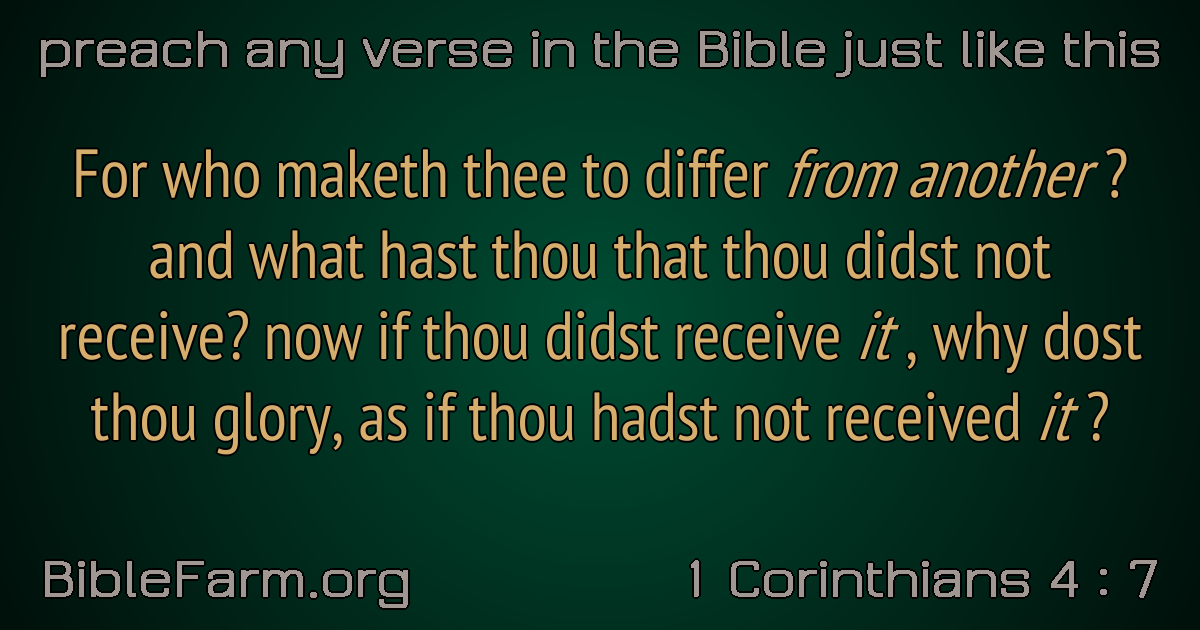 preach any verse in the Bible just like this
For who maketh thee to differ from another ?
and what hast thou that thou didst not
receive? now if thou didst receive it , why dost
thou glory, as if thou hadst not received it ?
BibleFarm.org
1 Corinthians 4 : 7